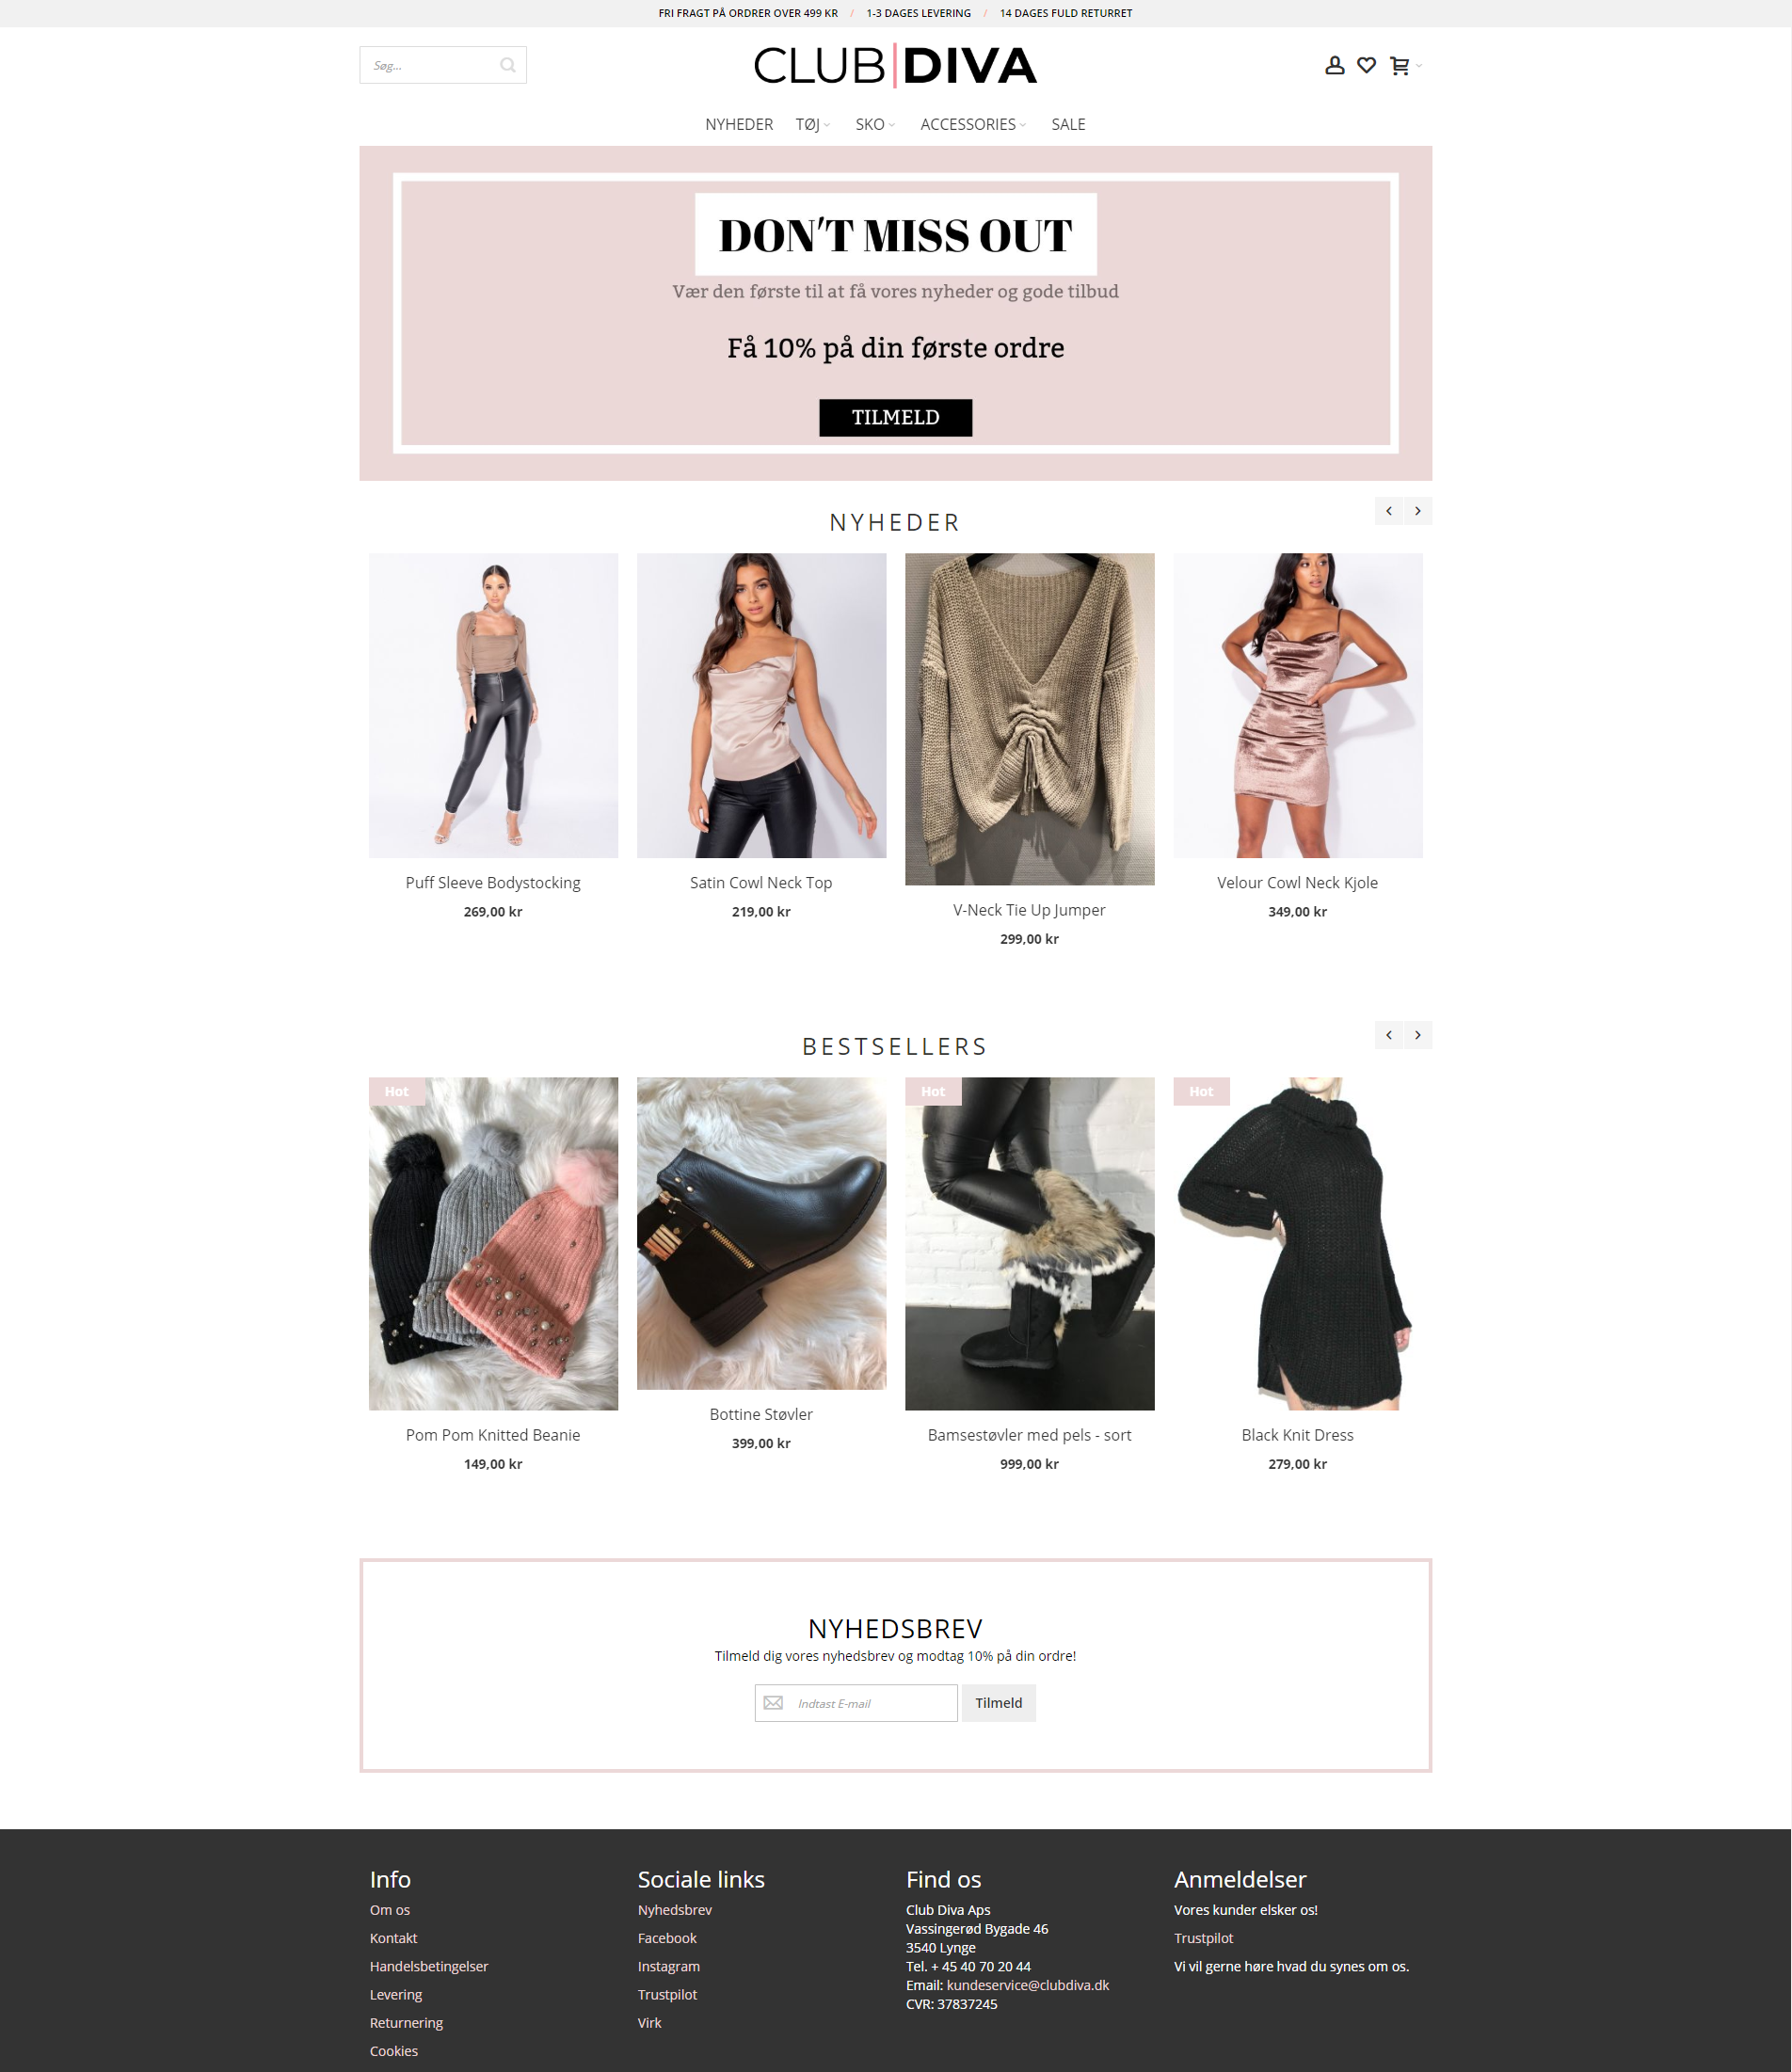 FRI FRAGT PÅ ORDRER OVER 499 KR / 1-3 DAGES LEVERING / 14 DAGES FULD RETURRET
Søg...
CLUB|DIVA
NYHEDER TØJ SKO ACCESSORIES SALE
DON'T MISS OUT
Vær den første til at få vores nyheder og gode tilbud
Få 10% på din første ordre
TILMELD
NYHEDER
Puff Sleeve Bodystocking
269,00 kr
Satin Cowl Neck Top
219,00 kr
V-Neck Tie Up Jumper
299,00 kr
Velour Cowl Neck Kjole
349,00 kr
BESTSELLERS
Hot
Pom Pom Knitted Beanie
149,00 kr
Bottine Støvler
399,00 kr
Hot
Bamsestøvler med pels - sort
999,00 kr
Hot
Black Knit Dress
279,00 kr
NYHEDSBREV
Tilmeld dig vores nyhedsbrev og modtag 10% på din ordre!
Indtast E-mail
Tilmeld
Info
Om os
Kontakt
Handelsbetingelser
Levering
Returnering
Cookies
Sociale links
Nyhedsbrev
Facebook
Instagram
Trustpilot
Virk
Find os
Club Diva Aps
Vassingerød Bygade 46
3540 Lynge
Tel. + 45 40 70 20 44
Email: kundeservice@clubdiva.dk
CVR: 37837245
Anmeldelser
Vores kunder elsker os!
Trustpilot
Vi vil gerne høre hvad du synes om os.